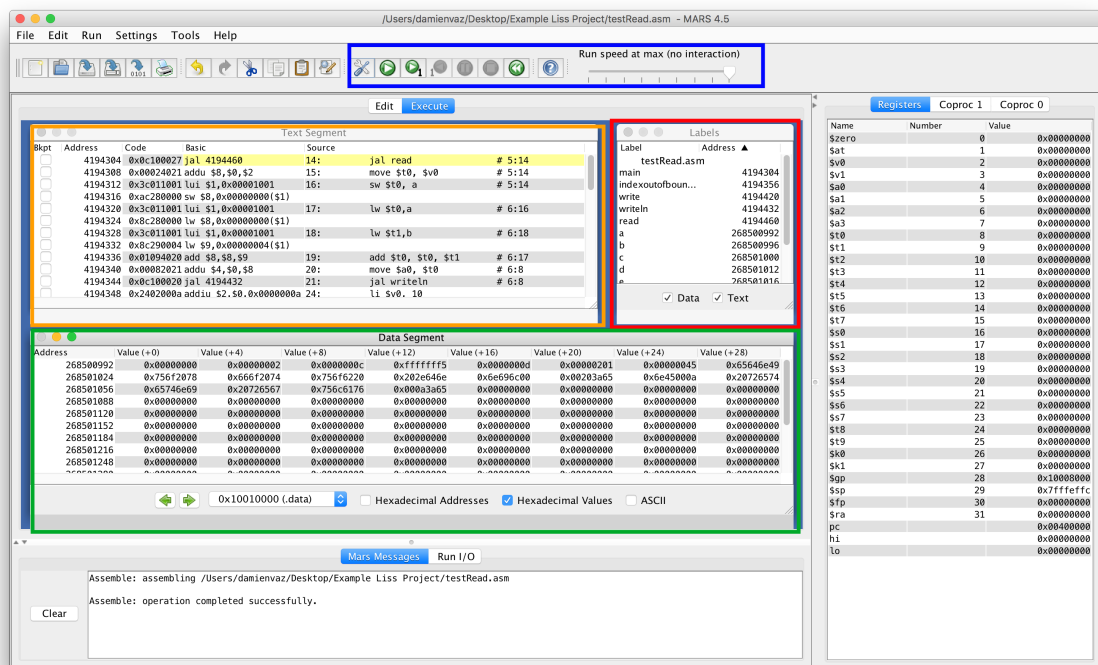 /Users/damienvaz/Desktop/Example Liss Project/testRead.asm - MARS 4.5
File Edit Run Settings Tools Help
Run speed at max (no interaction)
Edit Execute
Text Segment
Bkpt Address Code Basic Source
4194304 0x0c100027 jal 4194460 14: jal read # 5:14
4194308 0x00024021 addu $8,$0,$2 15: move $t0, $v0 # 5:14
4194312 0x3c011001 lui $1,0x00001001 16: sw $t0, a # 5:14
4194316 0xac280000 sw $8,0x00000000($1)
4194320 0x3c011001 lui $1,0x00001001 17: lw $t0,a # 6:16
4194324 0x8c280000 lw $8,0x00000000($1)
4194328 0x3c011001 lui $1,0x00001001 18: lw $t1,b # 6:18
4194332 0x8c290004 lw $9,0x00000004($1)
4194336 0x01094020 add $8,$8,$9 19: add $t0, $t0, $t1 # 6:17
4194340 0x00082021 addu $4,$0,$8 20: move $a0, $t0 # 6:8
4194344 0x0c100020 jal 4194432 21: jal writeln # 6:8
4194348 0x2402000a addiu $2,$0,0x0000000a 24: li $v0, 10
Labels
Label Address ▲
testRead.asm
main 4194304
indexoutofboun... 4194356
write 4194420
writeln 4194432
read 4194460
a 268500992
b 268500996
c 268501000
d 268501012
e 268501016
Data Text
Data Segment
Address Value (+0) Value (+4) Value (+8) Value (+12) Value (+16) Value (+20) Value (+24) Value (+28)
268500992 0x00000000 0x00000002 0x0000000c 0xfffffff5 0x0000000d 0x00000201 0x00000045 0x65646e49
268501024 0x756f2078 0x666f2074 0x756f6220 0x202e646e 0x6e696c00 0x00203a65 0x6e45000a 0x20726574
268501056 0x65746e69 0x20726567 0x756c6176 0x000a3a65 0x00000000 0x00000000 0x00000000 0x00000000
268501088 0x00000000 0x00000000 0x00000000 0x00000000 0x00000000 0x00000000 0x00000000 0x00000000
268501120 0x00000000 0x00000000 0x00000000 0x00000000 0x00000000 0x00000000 0x00000000 0x00000000
268501152 0x00000000 0x00000000 0x00000000 0x00000000 0x00000000 0x00000000 0x00000000 0x00000000
268501184 0x00000000 0x00000000 0x00000000 0x00000000 0x00000000 0x00000000 0x00000000 0x00000000
268501216 0x00000000 0x00000000 0x00000000 0x00000000 0x00000000 0x00000000 0x00000000 0x00000000
268501248 0x00000000 0x00000000 0x00000000 0x00000000 0x00000000 0x00000000 0x00000000 0x00000000
0x10010000 (.data) Hexadecimal Addresses Hexadecimal Values ASCII
Mars Messages Run I/O
Assemble: assembling /Users/damienvaz/Desktop/Example Liss Project/testRead.asm
Assemble: operation completed successfully.
Clear
Registers Coproc 1 Coproc 0
Name Number Value
$zero 0 0x00000000
$at 1 0x00000000
$v0 2 0x00000000
$v1 3 0x00000000
$a0 4 0x00000000
$a1 5 0x00000000
$a2 6 0x00000000
$a3 7 0x00000000
$t0 8 0x00000000
$t1 9 0x00000000
$t2 10 0x00000000
$t3 11 0x00000000
$t4 12 0x00000000
$t5 13 0x00000000
$t6 14 0x00000000
$t7 15 0x00000000
$s0 16 0x00000000
$s1 17 0x00000000
$s2 18 0x00000000
$s3 19 0x00000000
$s4 20 0x00000000
$s5 21 0x00000000
$s6 22 0x00000000
$s7 23 0x00000000
$t8 24 0x00000000
$t9 25 0x00000000
$k0 26 0x00000000
$k1 27 0x00000000
$gp 28 0x10008000
$sp 29 0x7fffeffc
$fp 30 0x00000000
$ra 31 0x00000000
pc 0x00400000
hi 0x00000000
lo 0x00000000